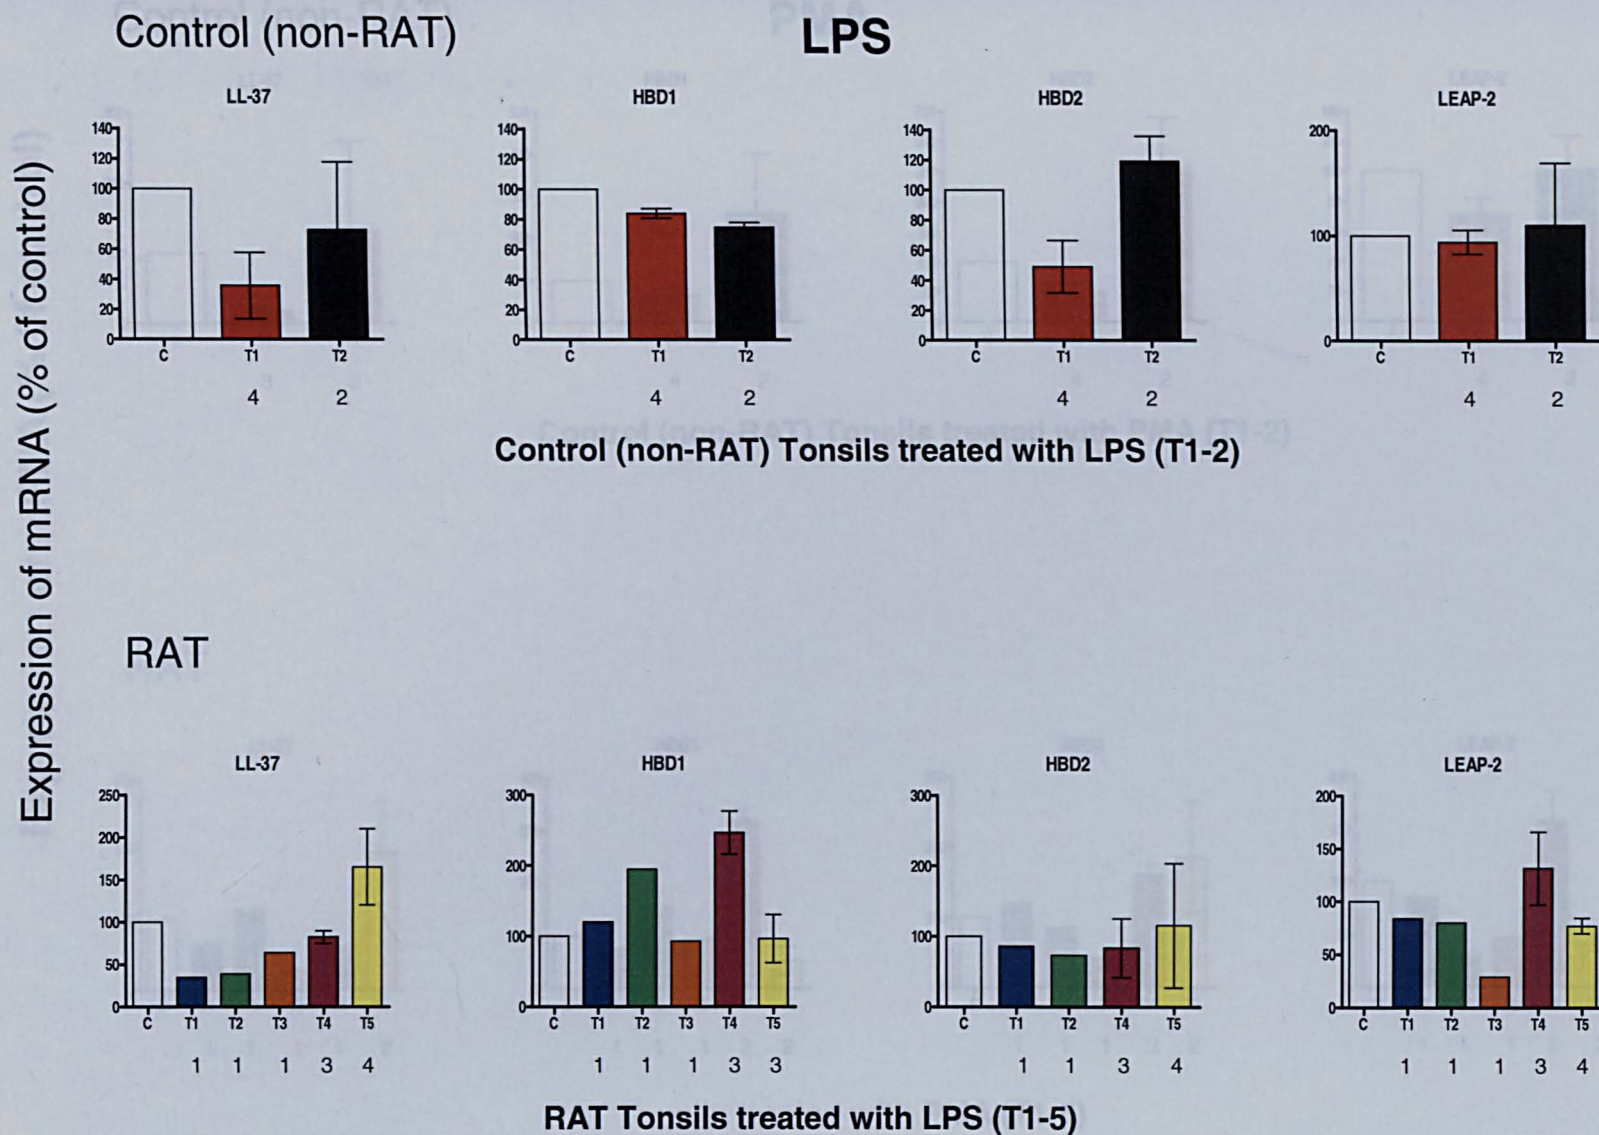 Control (non-RAT)
LPS
Expression of mRNA (% of control)
LL-37
140
120
100
80
60
40
20
0
C T1 T2
4 2
HBD1
140
120
100
80
60
40
20
0
C T1 T2
4 2
HBD2
140
120
100
80
60
40
20
0
C T1 T2
4 2
LEAP-2
200
100
0
C T1 T2
4 2
Control (non-RAT) Tonsils treated with LPS (T1-2)
RAT
LL-37
250
200
150
100
50
0
C T1 T2 T3 T4 T5
1 1 1 3 4
HBD1
300
200
100
0
C T1 T2 T3 T4 T5
1 1 1 3 3
HBD2
300
200
100
0
C T1 T2 T4 T5
1 1 3 4
LEAP-2
200
150
100
50
0
C T1 T2 T3 T4 T5
1 1 1 3 4
RAT Tonsils treated with LPS (T1-5)